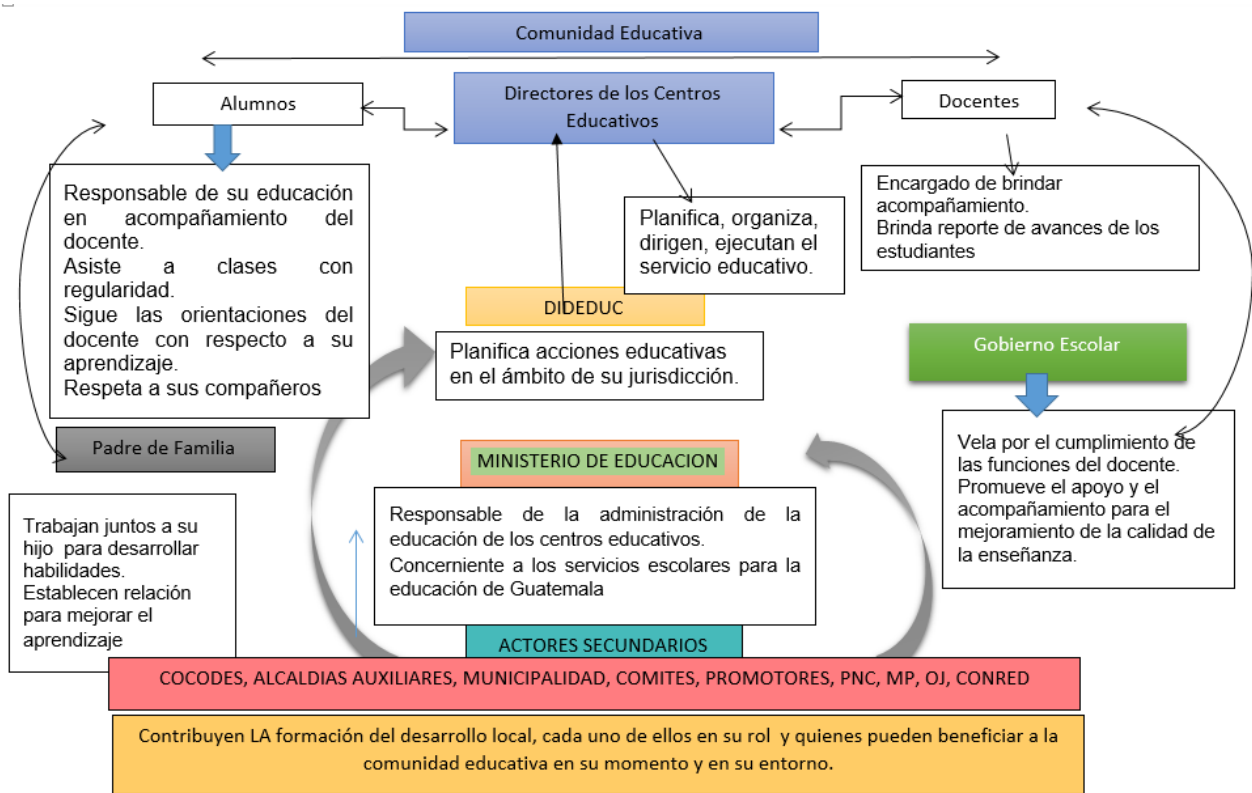 Comunidad Educativa
Alumnos
Directores de los Centros
Educativos
Docentes
Responsable de su educación
en acompañamiento del
docente.
Asiste a clases con
regularidad.
Sigue las orientaciones del
docente con respecto a su
aprendizaje.
Respeta a sus compañeros
Planifica, organiza,
dirigen, ejecutan el
servicio educativo.
Encargado de brindar
acompañamiento.
Brinda reporte de avances de los
estudiantes
DIDEDUC
Planifica acciones educativas
en el ámbito de su jurisdicción.
Gobierno Escolar
Vela por el cumplimiento de
las funciones del docente.
Promueve el apoyo y el
acompañamiento para el
mejoramiento de la calidad de
la enseñanza.
Padre de Familia
Trabajan juntos a su
hijo para desarrollar
habilidades.
Establecen relación
para mejorar el
aprendizaje
MINISTERIO DE EDUCACION
Responsable de la administración de la
educación de los centros educativos.
Concerniente a los servicios escolares para la
educación de Guatemala
ACTORES SECUNDARIOS
COCODES, ALCALDIAS AUXILIARES, MUNICIPALIDAD, COMITES, PROMOTORES, PNC, MP, OJ, CONRED
Contribuyen LA formación del desarrollo local, cada uno de ellos en su rol y quienes pueden beneficiar a la
comunidad educativa en su momento y en su entorno.